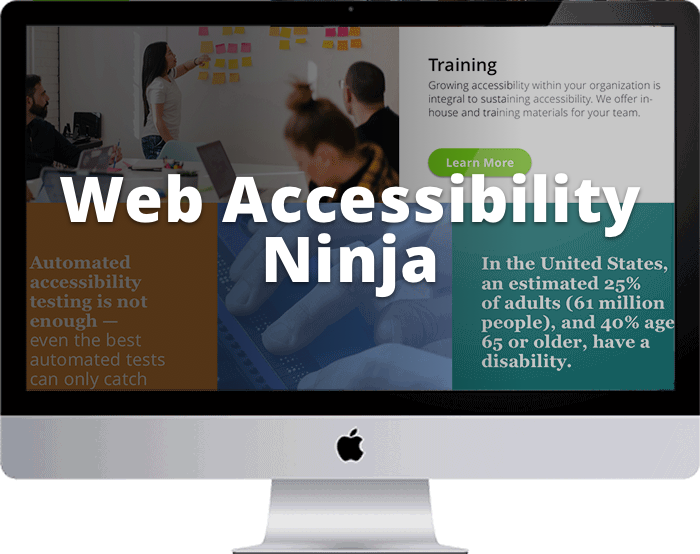 Training
Growing accessibility within your organization is
integral to sustaining accessibility. We offer in-
house and training materials for your team.
Learn More
Web Accessibility
Ninja
Automated
accessibility
testing is not
enough —
even the best
automated tests
can only catch
In the United States,
an estimated 25%
of adults (61 million
people), and 40% age
65 or older, have a
disability.